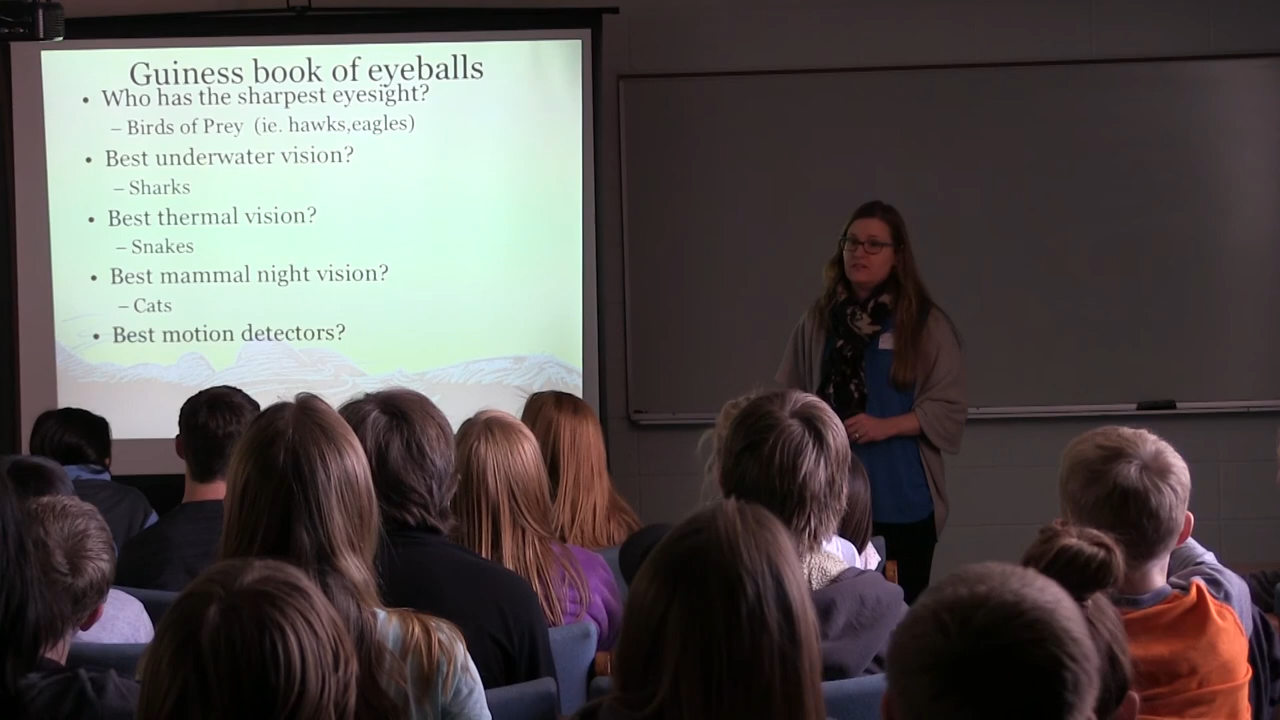 Guiness book of eyeballs
• Who has the sharpest eyesight?
– Birds of Prey (ie. hawks,eagles)
• Best underwater vision?
– Sharks
• Best thermal vision?
– Snakes
• Best mammal night vision?
– Cats
• Best motion detectors?